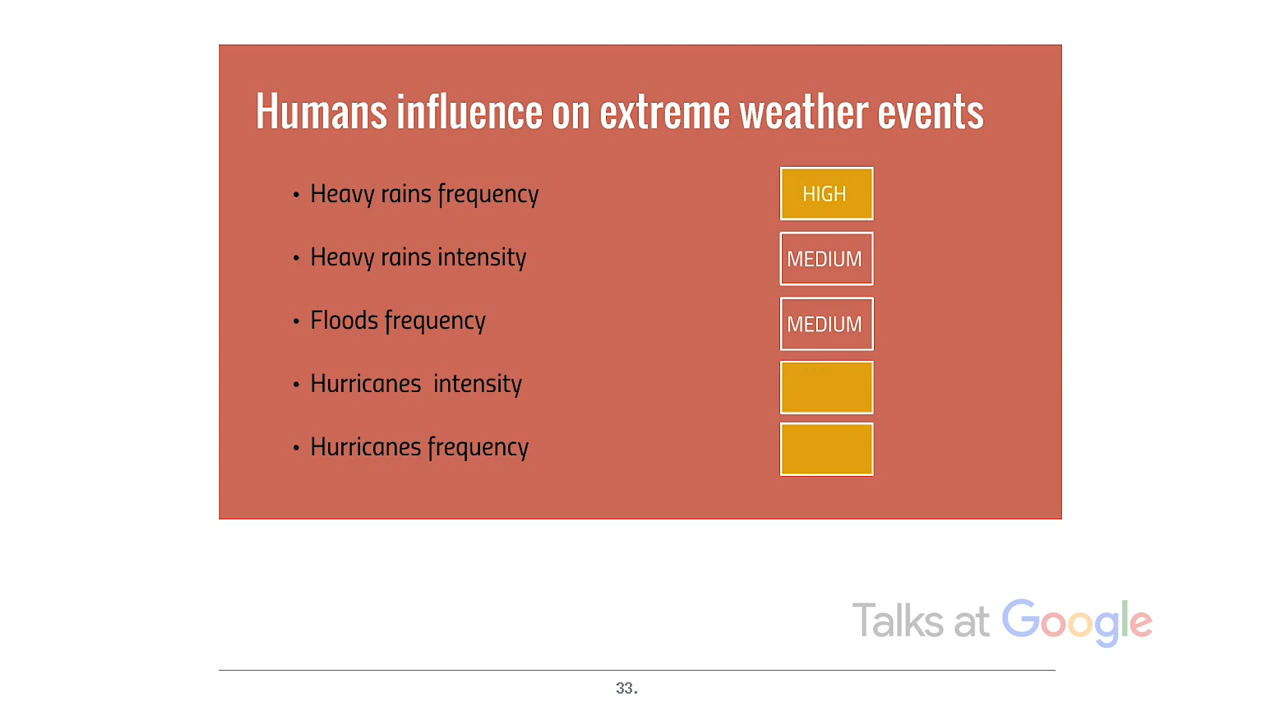 Humans influence on extreme weather events
• Heavy rains frequency
HIGH
• Heavy rains intensity
MEDIUM
• Floods frequency
MEDIUM
• Hurricanes intensity
• Hurricanes frequency
Talks at Google
33.